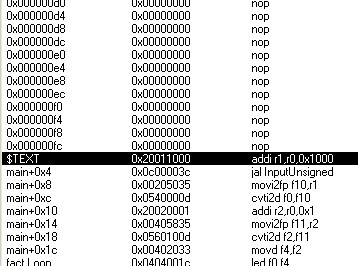 0x000000d0 0x00000000 nop
0x000000d4 0x00000000 nop
0x000000d8 0x00000000 nop
0x000000dc 0x00000000 nop
0x000000e0 0x00000000 nop
0x000000e4 0x00000000 nop
0x000000e8 0x00000000 nop
0x000000ec 0x00000000 nop
0x000000f0 0x00000000 nop
0x000000f4 0x00000000 nop
0x000000f8 0x00000000 nop
0x000000fc 0x00000000 nop
$TEXT 0x20011000 addi r1,r0,0x1000
main+0x4 0x0c00003c jal InputUnsigned
main+0x8 0x00205035 movi2fp f10,r1
main+0xc 0x0540000d cvti2d f0,f10
main+0x10 0x20020001 addi r2,r0,0x1
main+0x14 0x00405835 movi2fp f11,r2
main+0x18 0x0560100d cvti2d f2,f11
main+0x1c 0x00402033 movd f4,f2
fact.Loop 0x0404001c led f0,f4